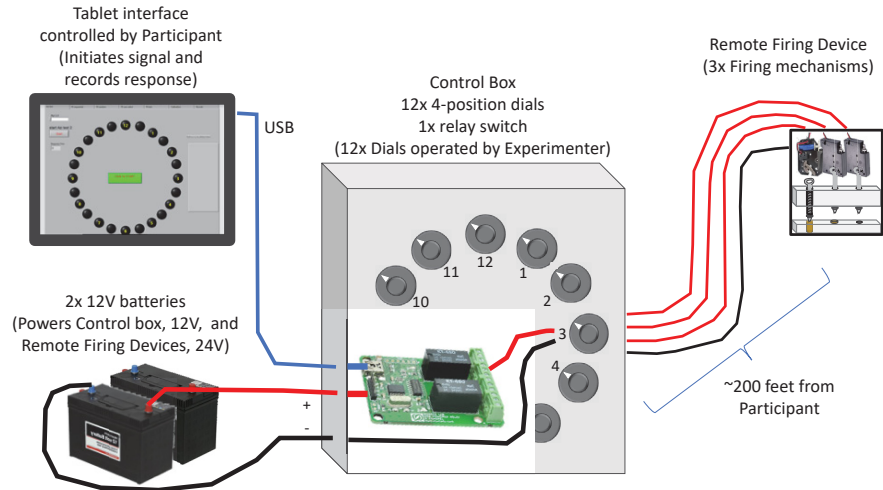 Tablet interface
controlled by Participant
(Initiates signal and
records response)
USB
Control Box
12x 4-position dials
1x relay switch
(12x Dials operated by Experimenter)
Remote Firing Device
(3x Firing mechanisms)
12
11
1
10
2
3
4
2x 12V batteries
(Powers Control box, 12V, and
Remote Firing Devices, 24V)
+
-
~200 feet from
Participant